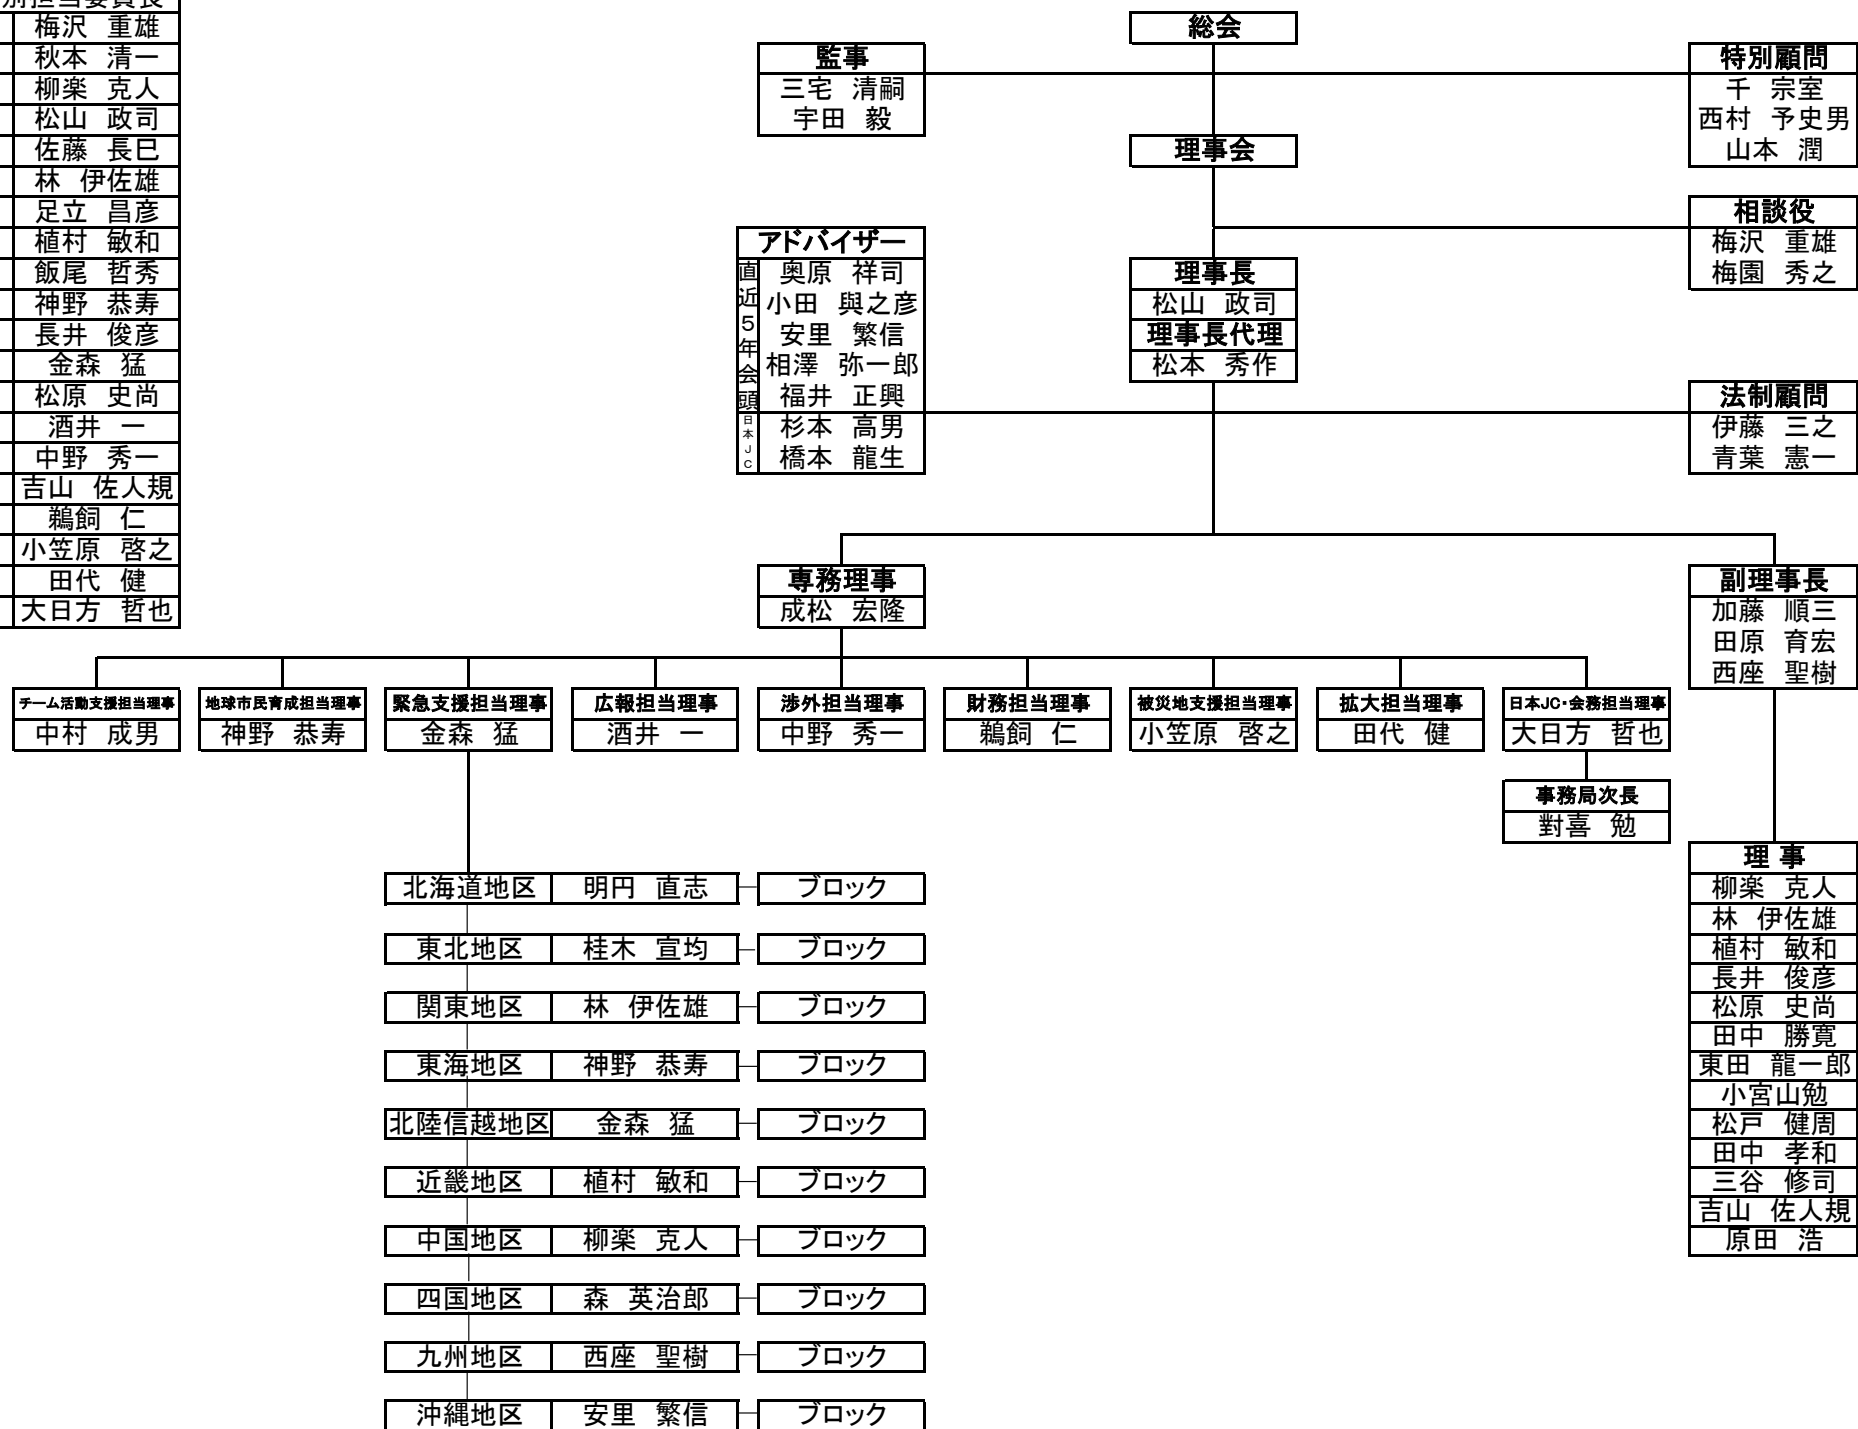 別担当委員長
梅沢 重雄
秋本 清一
柳楽 克人
松山 政司
佐藤 長巳
林 伊佐雄
足立 昌彦
植村 敏和
飯尾 哲秀
神野 恭寿
長井 俊彦
金森 猛
松原 史尚
酒井 一
中野 秀一
吉山 佐人規
鵜飼 仁
小笠原 啓之
田代 健
大日方 哲也
総会
監事
三宅 清嗣
宇田 毅
特別顧問
千 宗室
西村 予史男
山本 潤
理事会
相談役
梅沢 重雄
梅園 秀之
アドバイザー
直近5年会頭
奥原 祥司
小田 與之彦
安里 繁信
相澤 弥一郎
福井 正興
日本JC
杉本 高男
橋本 龍生
理事長
松山 政司
理事長代理
松本 秀作
法制顧問
伊藤 三之
青葉 憲一
専務理事
成松 宏隆
副理事長
加藤 順三
田原 育宏
西座 聖樹
チーム活動支援担当理事
中村 成男
地球市民育成担当理事
神野 恭寿
緊急支援担当理事
金森 猛
広報担当理事
酒井 一
渉外担当理事
中野 秀一
財務担当理事
鵜飼 仁
被災地支援担当理事
小笠原 啓之
拡大担当理事
田代 健
日本JC・会務担当理事
大日方 哲也
事務局次長
對喜 勉
理 事
柳楽 克人
林 伊佐雄
植村 敏和
長井 俊彦
松原 史尚
田中 勝寛
東田 龍一郎
小宮山勉
松戸 健周
田中 孝和
三谷 修司
吉山 佐人規
原田 浩
北海道地区 明円 直志 ブロック
東北地区 桂木 宣均 ブロック
関東地区 林 伊佐雄 ブロック
東海地区 神野 恭寿 ブロック
北陸信越地区 金森 猛 ブロック
近畿地区 植村 敏和 ブロック
中国地区 柳楽 克人 ブロック
四国地区 森 英治郎 ブロック
九州地区 西座 聖樹 ブロック
沖縄地区 安里 繁信 ブロック